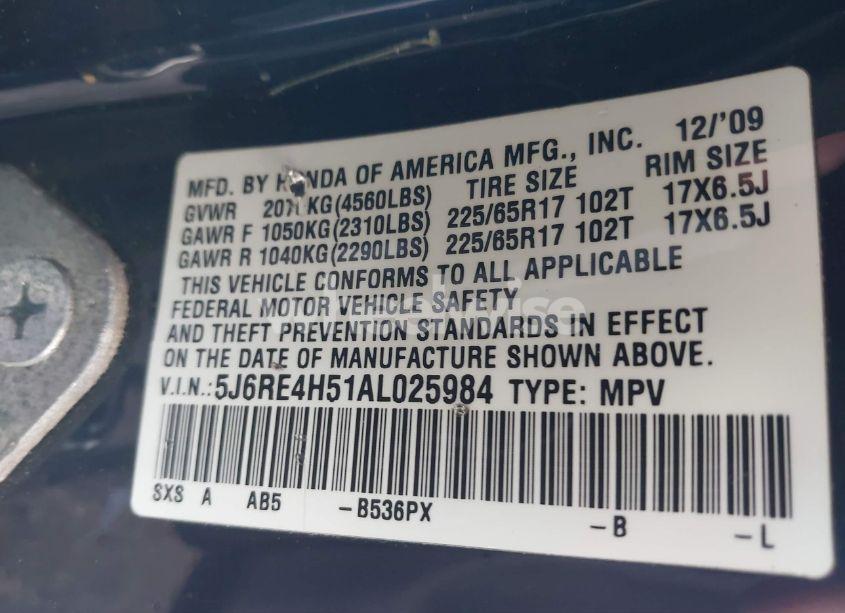 MFD. BY HONDA OF AMERICA MFG., INC. 12/'09
GVWR KG(4560LBS) TIRE SIZE RIM SIZE
GAWR F 1050KG(2310LBS) 225/65R17 102T 17X6.5J
GAWR R 1040KG(2290LBS) 225/65R17 102T 17X6.5J
THIS VEHICLE CONFORMS TO ALL APPLICABLE
FEDERAL MOTOR VEHICLE SAFETY
AND THEFT PREVENTION STANDARDS IN EFFECT
ON THE DATE OF MANUFACTURE SHOWN ABOVE.
V.I.N.: 5J6RE4H51AL025984 TYPE: MPV
SXS A AB5 -B536PX -B -L